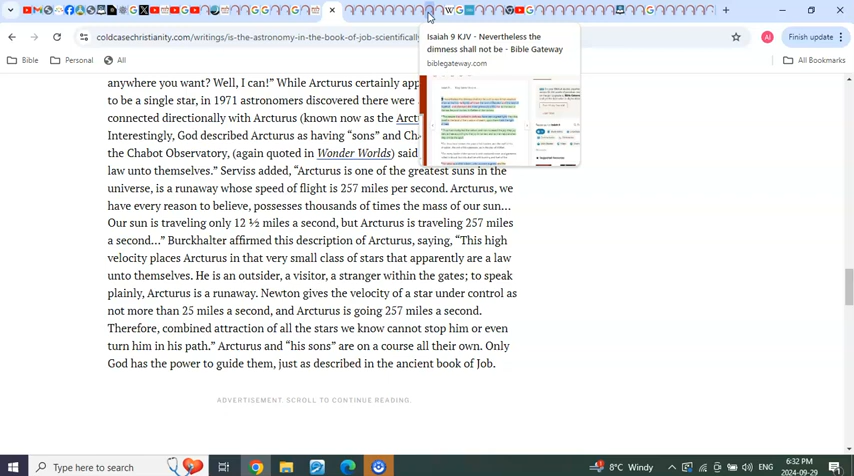 coldcasechristianity.com/writings/is-the-astronomy-in-the-book-of-job-scientifically
Finish update
Bible
Personal
All
All Bookmarks
Isaiah 9 KJV - Nevertheless the
dimness shall not be - Bible Gateway
biblegateway.com
anywhere you want? Well, I can!” While Arcturus certainly app
to be a single star, in 1971 astronomers discovered there were
connected directionally with Arcturus (known now as the Arct
Interestingly, God described Arcturus as having “sons” and Ch
the Chabot Observatory, (again quoted in Wonder Worlds) said
law unto themselves.” Serviss added, “Arcturus is one of the greatest suns in the
universe, is a runaway whose speed of flight is 257 miles per second. Arcturus, we
have every reason to believe, possesses thousands of times the mass of our sun…
Our sun is traveling only 12 ½ miles a second, but Arcturus is traveling 257 miles
a second…” Burckhalter affirmed this description of Arcturus, saying, “This high
velocity places Arcturus in that very small class of stars that apparently are a law
unto themselves. He is an outsider, a visitor, a stranger within the gates; to speak
plainly, Arcturus is a runaway. Newton gives the velocity of a star under control as
not more than 25 miles a second, and Arcturus is going 257 miles a second.
Therefore, combined attraction of all the stars we know cannot stop him or even
turn him in his path.” Arcturus and “his sons” are on a course all their own. Only
God has the power to guide them, just as described in the ancient book of Job.
ADVERTISEMENT. SCROLL TO CONTINUE READING.
Type here to search
8°C Windy
ENG
6:32 PM
2024-09-29